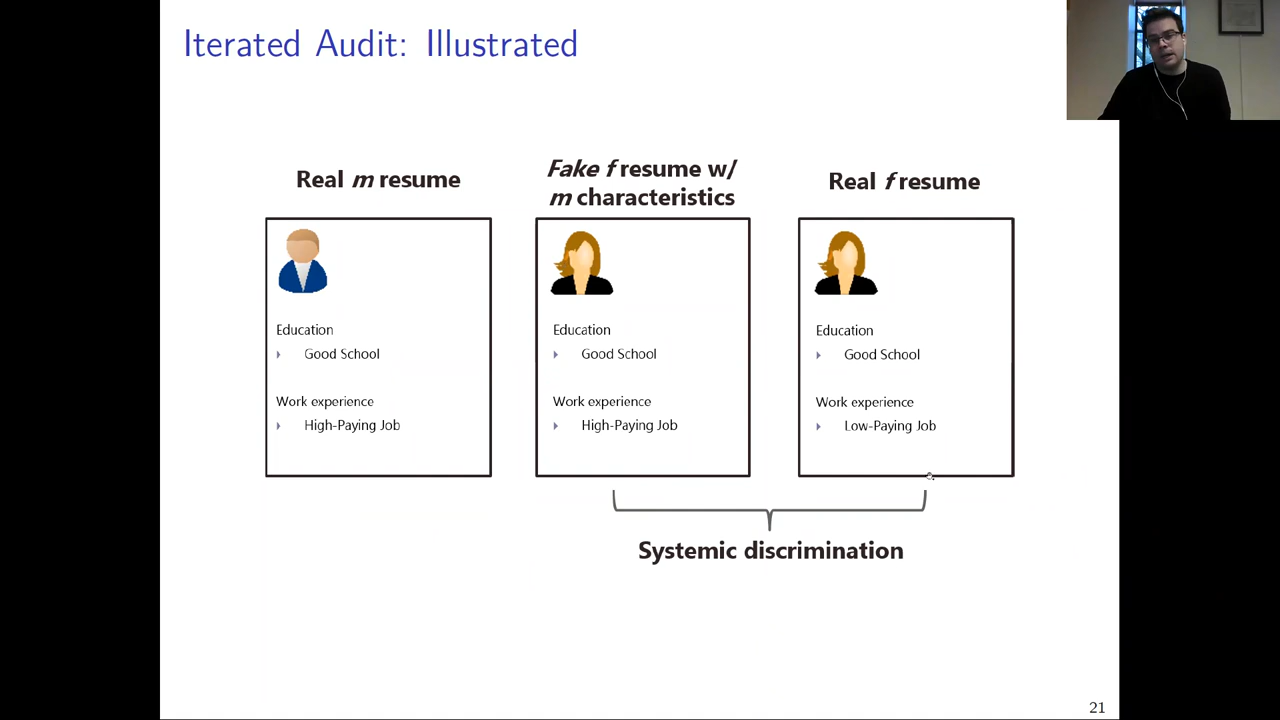 Iterated Audit: Illustrated
Real m resume
Fake f resume w/
m characteristics
Real f resume
Education
Good School
Work experience
High-Paying Job
Education
Good School
Work experience
High-Paying Job
Education
Good School
Work experience
Low-Paying Job
Systemic discrimination
21